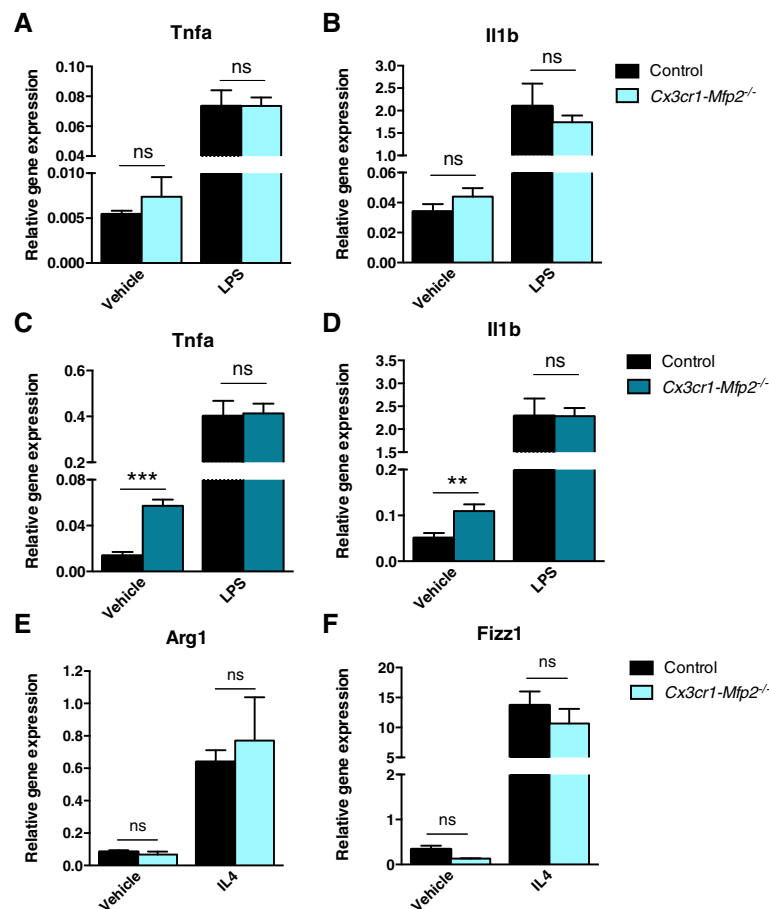 A
Tnfa
Relative gene expression
0.10
0.08
0.06
0.04
0.010
0.005
0.000
ns
ns
Vehicle
LPS
B
Il1b
Relative gene expression
3.0
2.5
2.0
1.5
1.0
0.06
0.04
0.02
0.00
ns
ns
Vehicle
LPS
Control
Cx3cr1-Mfp2-/-
C
Tnfa
Relative gene expression
0.6
0.4
0.2
0.08
0.04
0.00
***
ns
Vehicle
LPS
D
Il1b
Relative gene expression
3.5
3.0
2.5
2.0
1.5
1.0
0.2
0.1
0.0
**
ns
Vehicle
LPS
Control
Cx3cr1-Mfp2-/-
E
Arg1
Relative gene expression
1.2
1.0
0.8
0.6
0.4
0.2
0.0
ns
ns
Vehicle
IL4
F
Fizz1
Relative gene expression
20
15
10
5
2
1
0
ns
ns
Vehicle
IL4
Control
Cx3cr1-Mfp2-/-